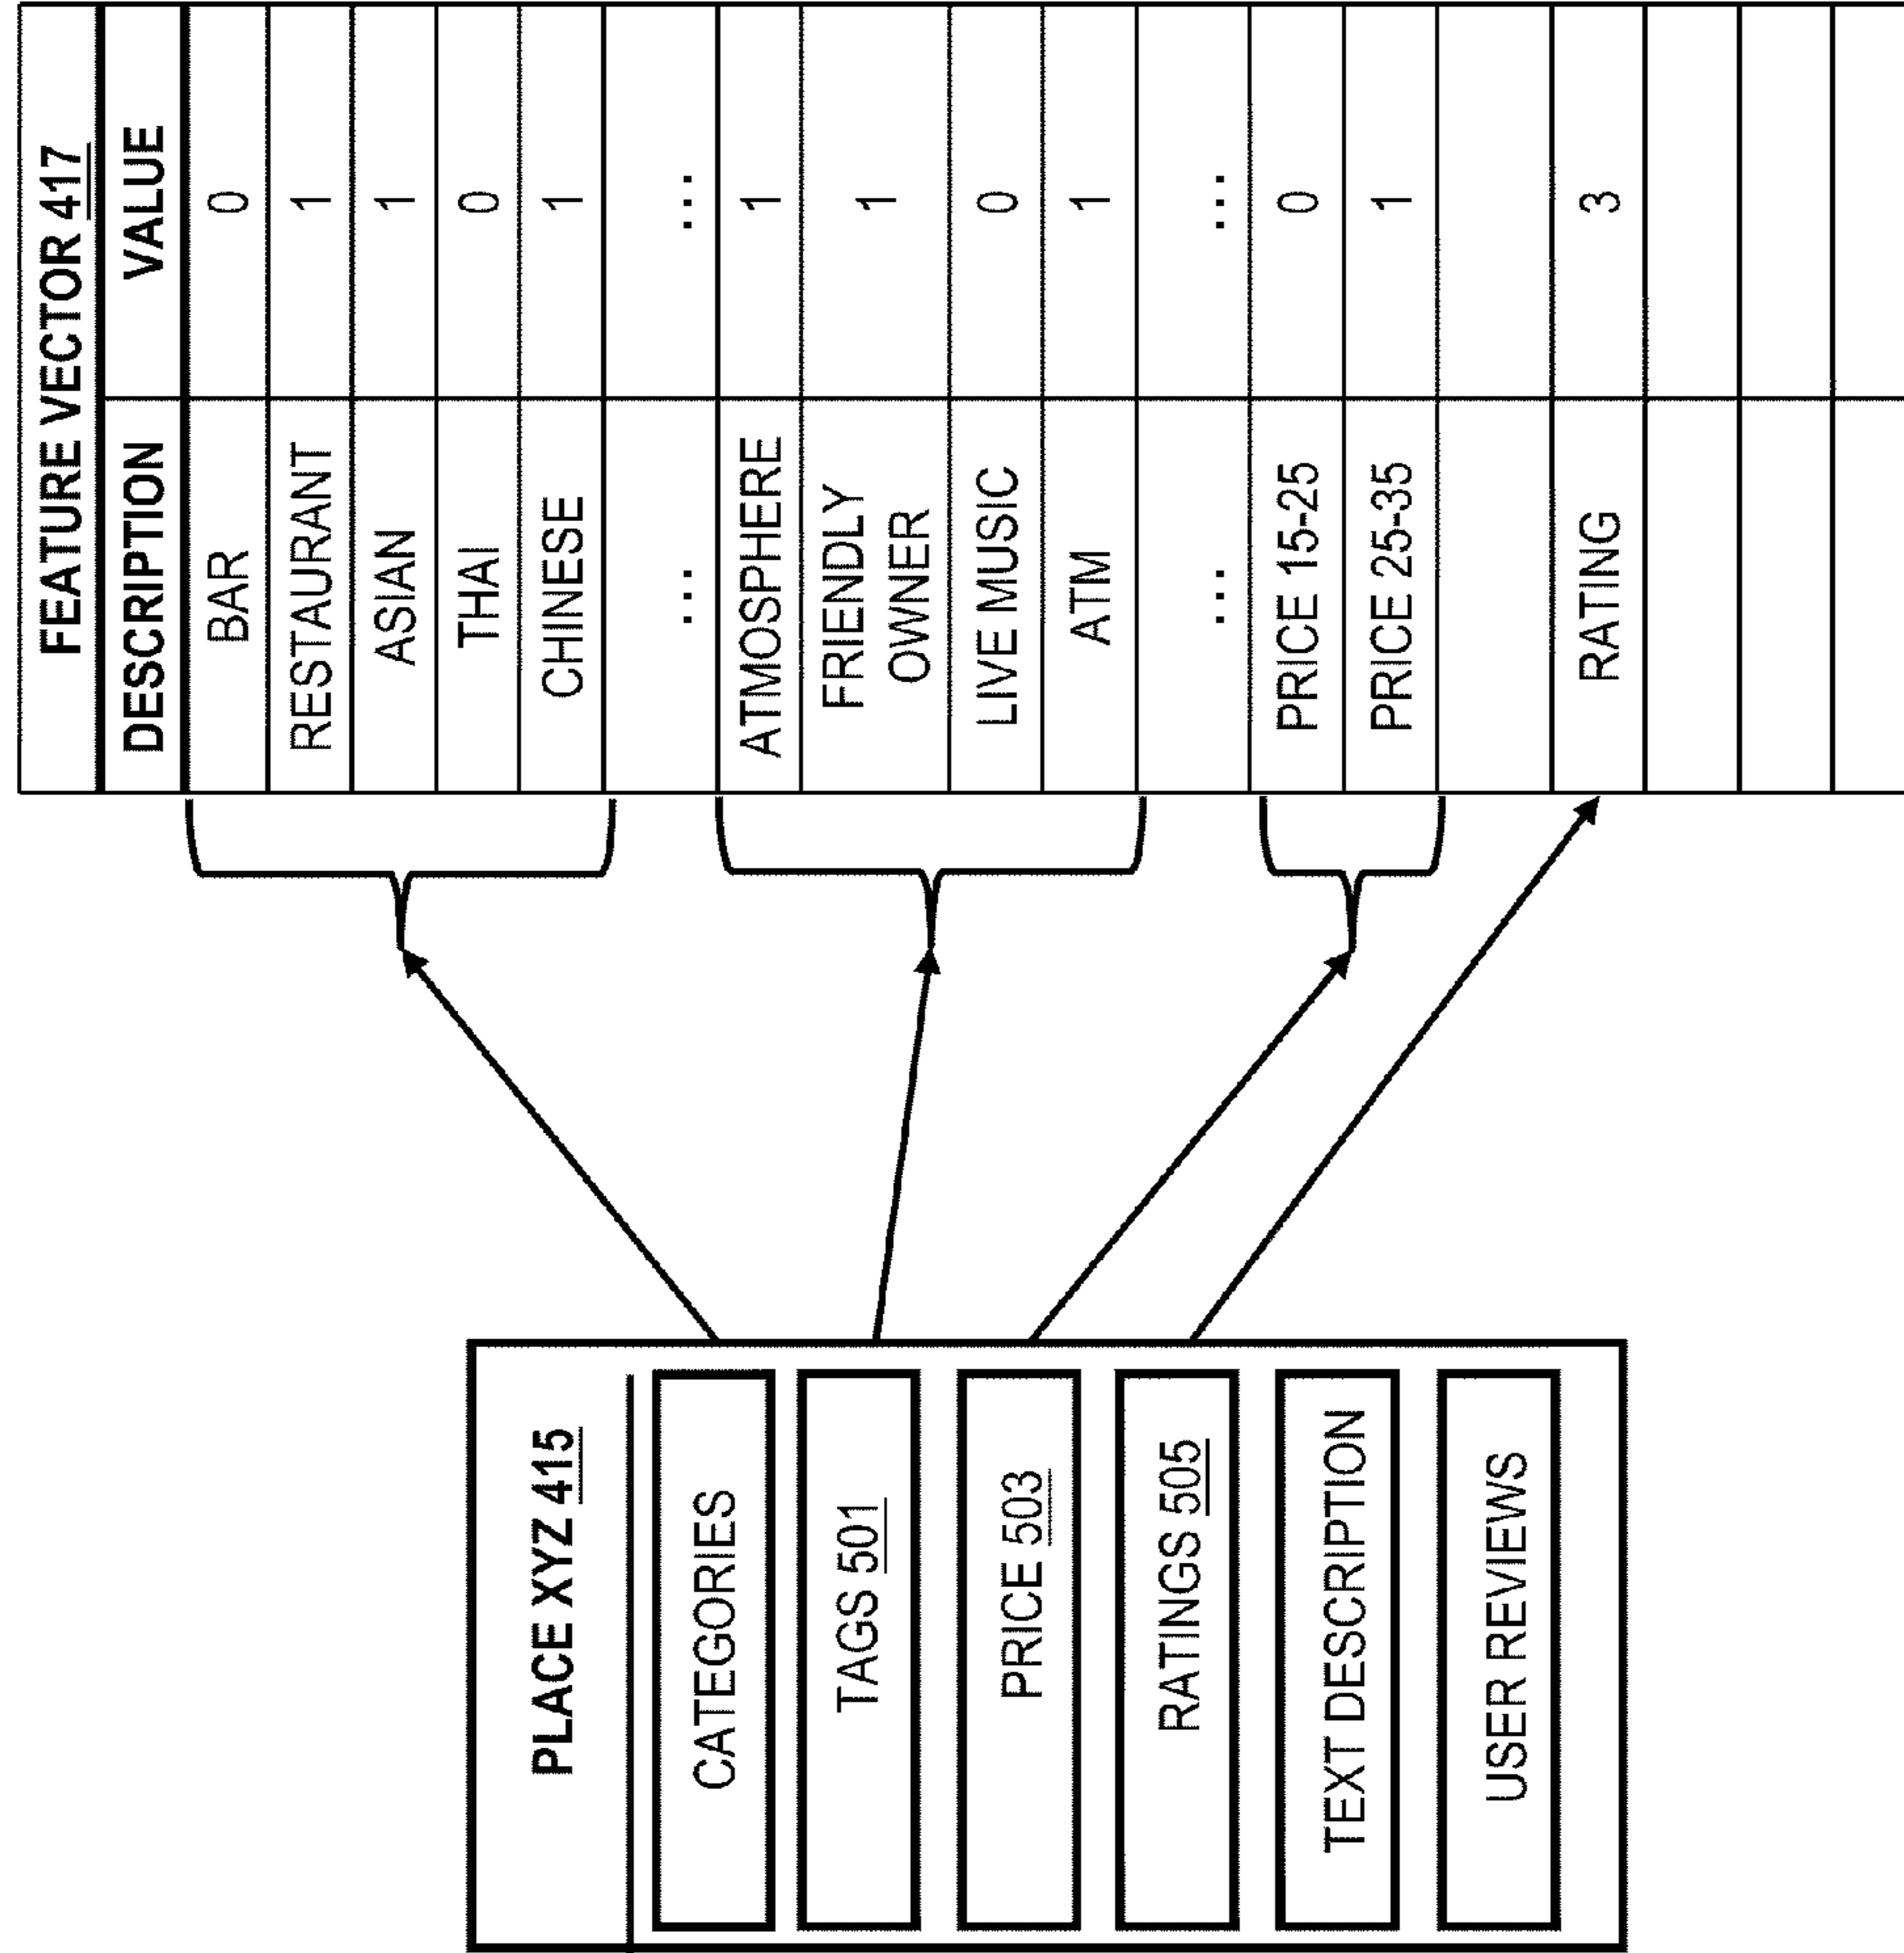 PLACE XYZ 415
CATEGORIES
TAGS 501
PRICE 503
RATINGS 505
TEXT DESCRIPTION
USER REVIEWS
FEATURE VECTOR 417
DESCRIPTION VALUE
BAR 0
RESTAURANT 1
ASIAN 1
THAI 0
CHINESE 1
... ...
ATMOSPHERE 1
FRIENDLY
OWNER 1
LIVE MUSIC 0
ATM 1
... ...
PRICE 15-25 0
PRICE 25-35 1
RATING 3